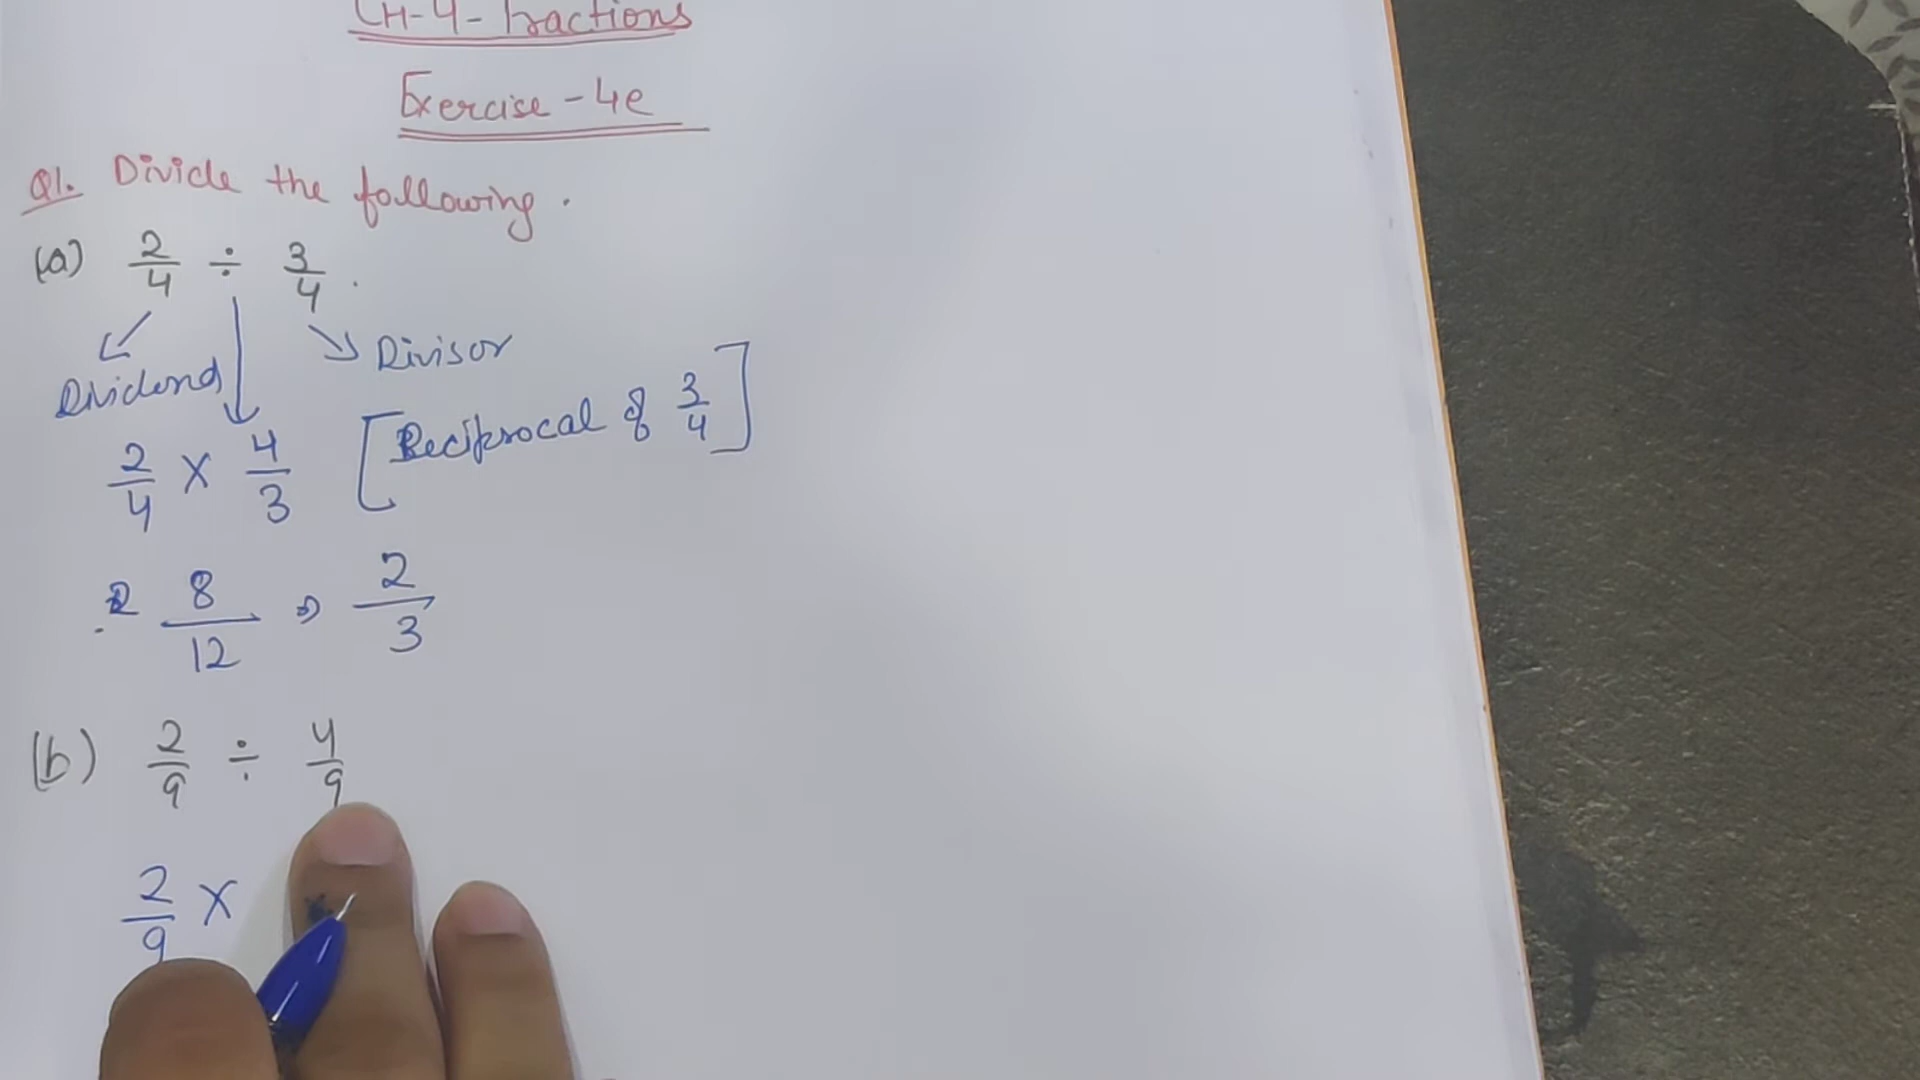 CH-4-Fractions
Exercise-4e
Q1. Divide the following.
(a) 2/4 ÷ 3/4.
Dividend Divisor
2/4 × 4/3 [Reciprocal of 3/4]
8/12 ⇒ 2/3
(b) 2/9 ÷ 4/9
2/9 ×